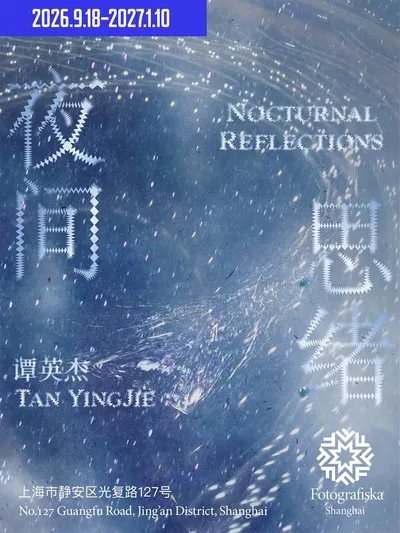 2026.9.18-2027.1.10
夜间
思绪
NOCTURNAL
REFLECTIONS
谭英杰
TAN YINGJIE
上海市静安区光复路127号
No.127 Guangfu Road, Jing'an District, Shanghai
Fotografiska
Shanghai